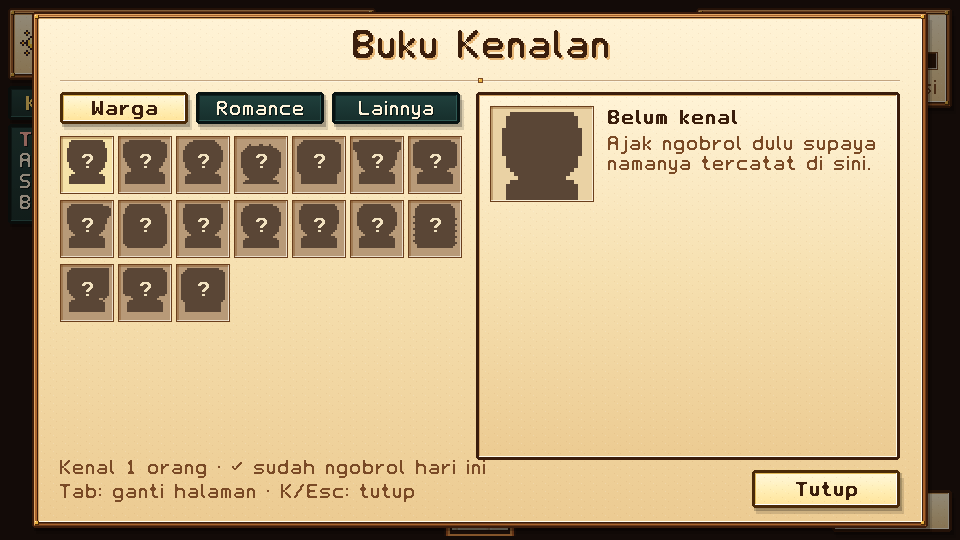 Buku Kenalan
Warga
Romance
Lainnya
? ? ? ? ? ? ?
? ? ? ? ? ? ?
? ? ?
Belum kenal
Ajak ngobrol dulu supaya
namanya tercatat di sini.
Kenal 1 orang · ✓ sudah ngobrol hari ini
Tab: ganti halaman · K/Esc: tutup
Tutup
K
T
A
S
B
si